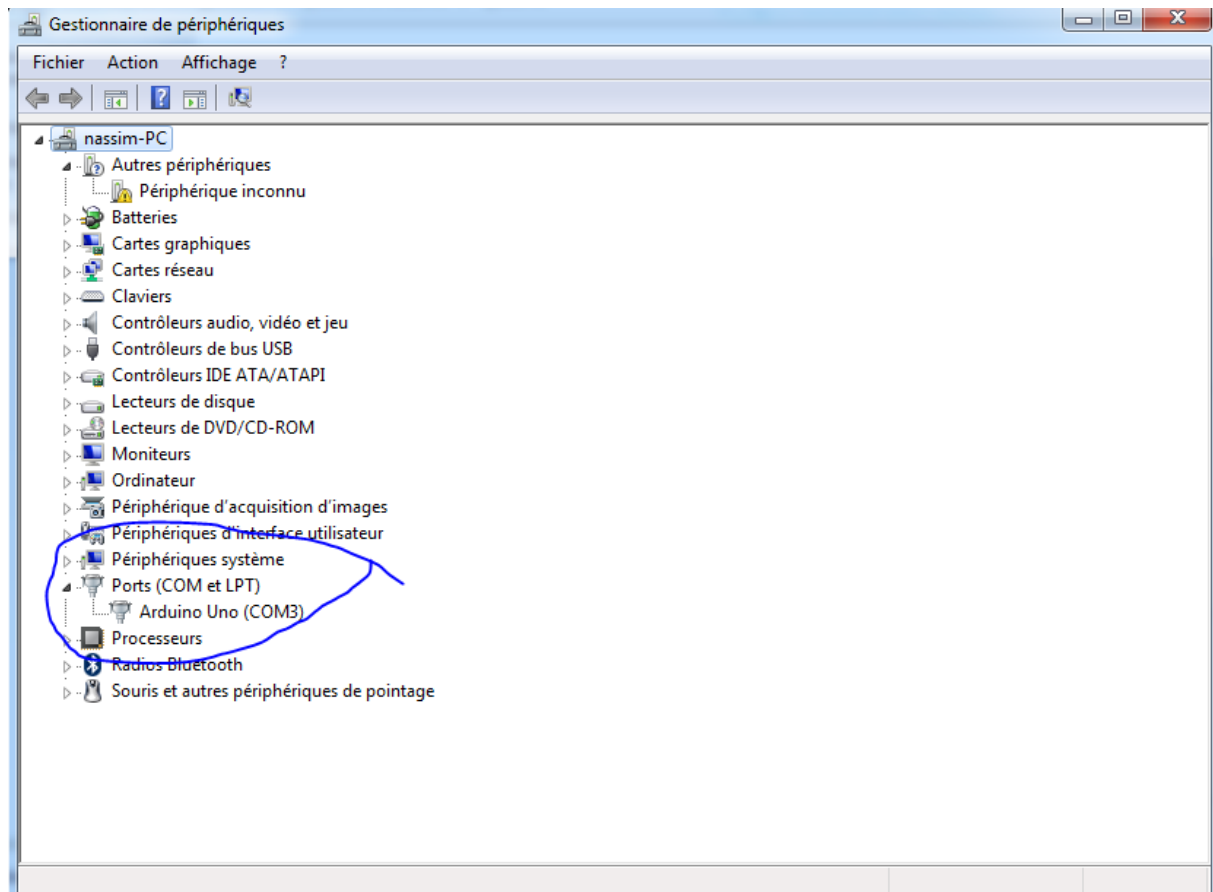 Gestionnaire de périphériques
Fichier Action Affichage ?
nassim-PC
Autres périphériques
Périphérique inconnu
Batteries
Cartes graphiques
Cartes réseau
Claviers
Contrôleurs audio, vidéo et jeu
Contrôleurs de bus USB
Contrôleurs IDE ATA/ATAPI
Lecteurs de disque
Lecteurs de DVD/CD-ROM
Moniteurs
Ordinateur
Périphérique d'acquisition d'images
Périphériques d'interface utilisateur
Périphériques système
Ports (COM et LPT)
Arduino Uno (COM3)
Processeurs
Radios Bluetooth
Souris et autres périphériques de pointage